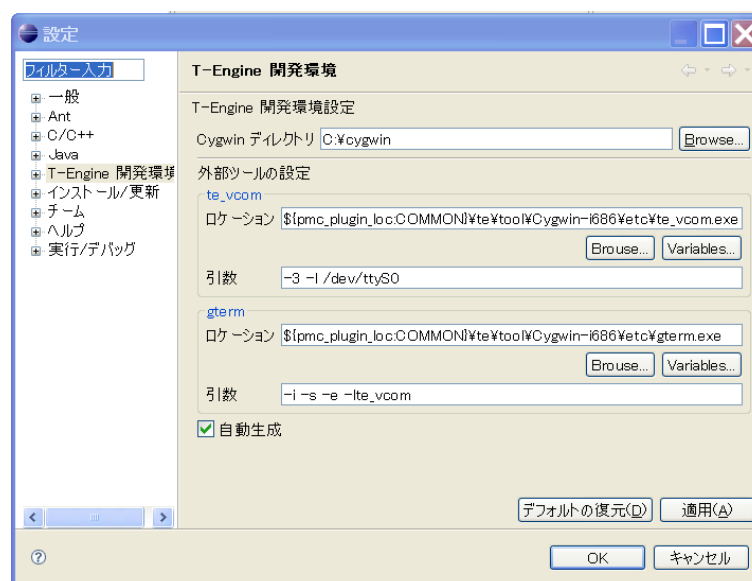 設定
フィルター入力
一般
Ant
C/C++
Java
T-Engine 開発環境
インストール/更新
チーム
ヘルプ
実行/デバッグ
T-Engine 開発環境
T-Engine 開発環境設定
Cygwin ディレクトリ C:¥cygwin Browse...
外部ツールの設定
te_vcom
ロケーション ${pmc_plugin_loc:COMMON}¥te¥tool¥Cygwin-i686¥etc¥te_vcom.exe
Browse... Variables...
引数 -3 -l /dev/ttyS0
gterm
ロケーション ${pmc_plugin_loc:COMMON}¥te¥tool¥Cygwin-i686¥etc¥gterm.exe
Browse... Variables...
引数 -i -s -e -lte_vcom
自動生成
デフォルトの復元(D) 適用(A)
OK キャンセル